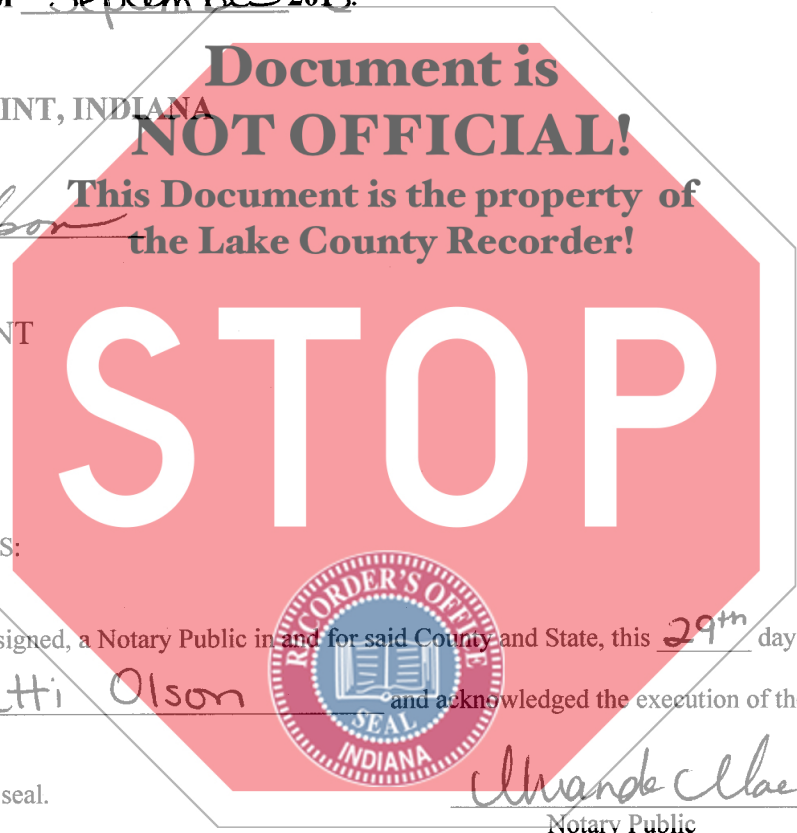 September 2015.
Document is
INT, INDIANA
NOT OFFICIAL!
This Document is the property of
the Lake County Recorder!
NT
STOP
S:
RECORDER'S OFFICE
signed, a Notary Public in and for said County and State, this 29th day
tti Olson and acknowledged the execution of th
SEAL
INDIANA
seal.
Notary Public